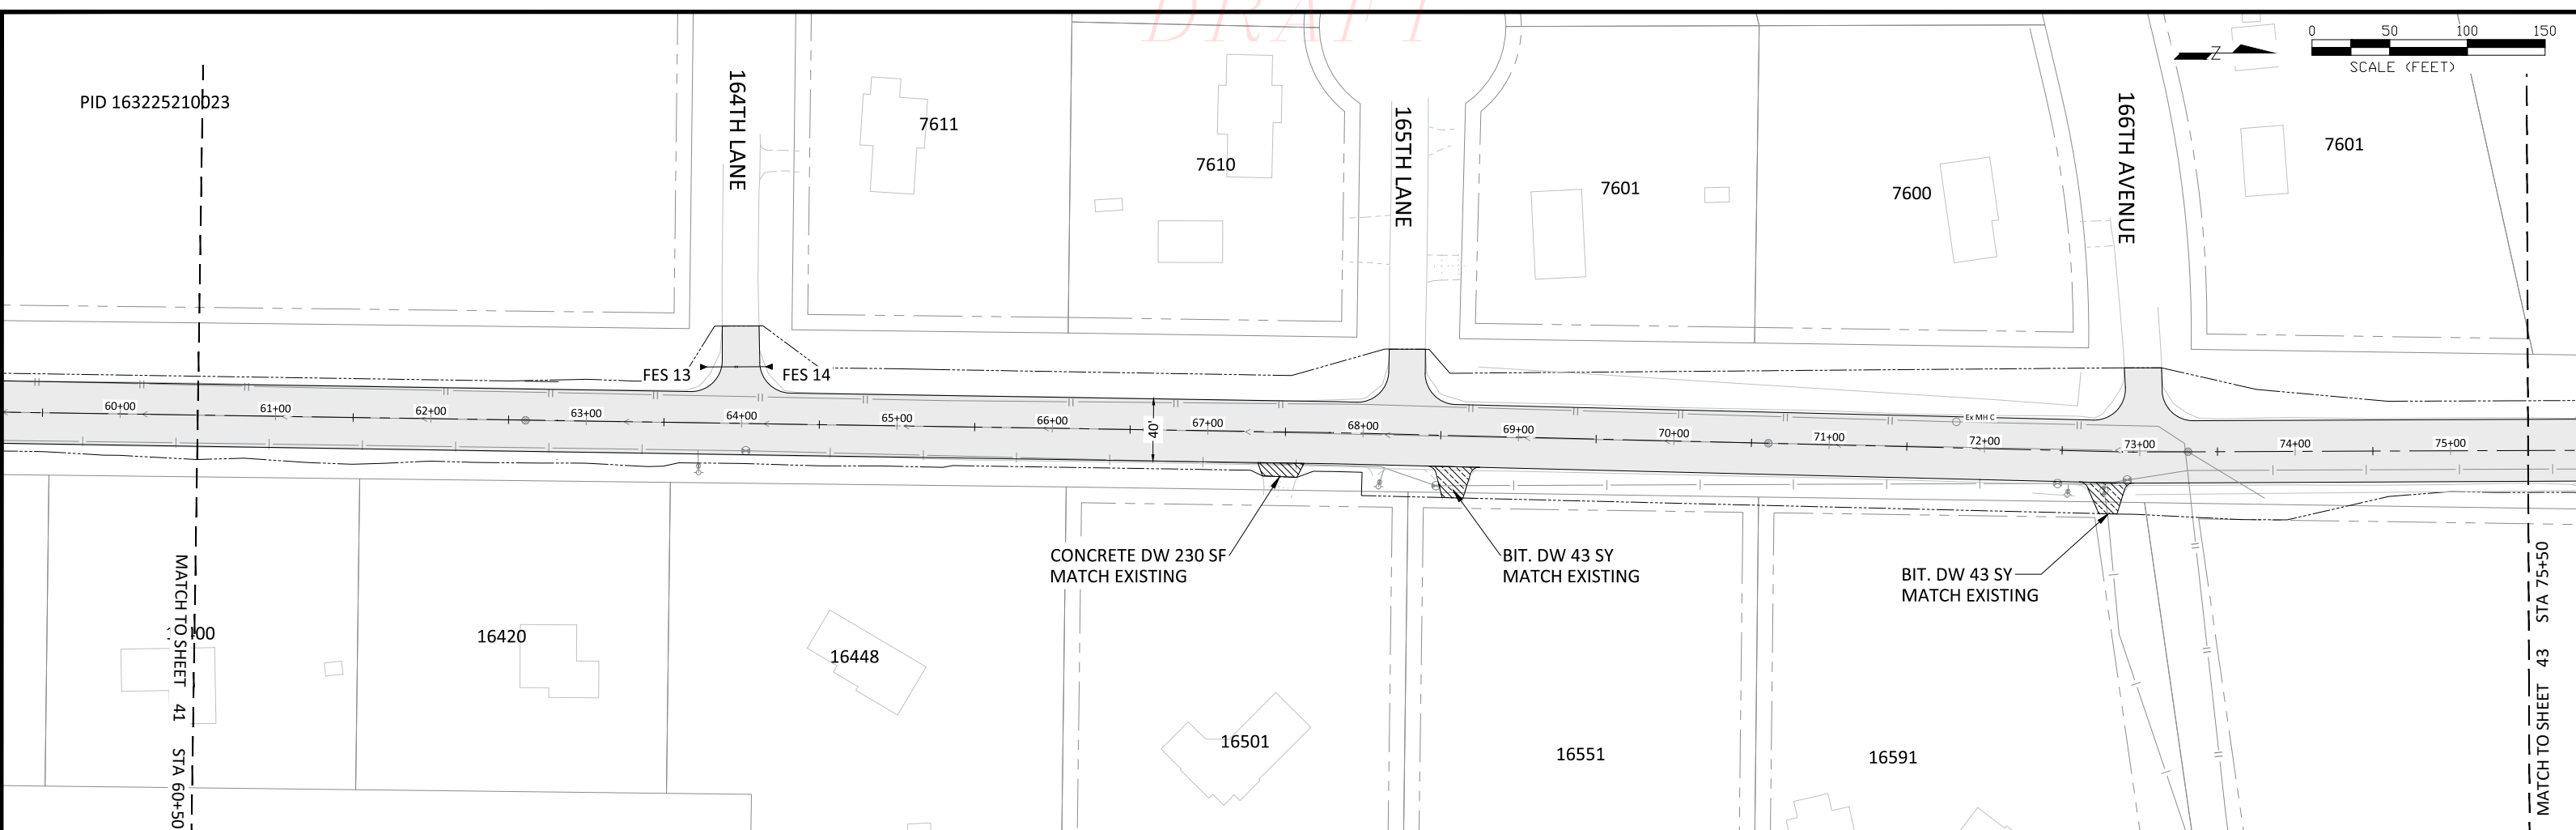 DRAFT
0 50 100 150
SCALE (FEET)
Z
PID 163225210023
164TH LANE
7611
7610
165TH LANE
7601
7600
166TH AVENUE
7601
FES 13
FES 14
Ex MH C
60+00 61+00 62+00 63+00 64+00 65+00 66+00 67+00 68+00 69+00 70+00 71+00 72+00 73+00 74+00 75+00
40'
CONCRETE DW 230 SF
MATCH EXISTING
BIT. DW 43 SY
MATCH EXISTING
BIT. DW 43 SY
MATCH EXISTING
MATCH TO SHEET 41 STA 60+50
16420
16448
16501
16551
16591
MATCH TO SHEET 43 STA 75+50